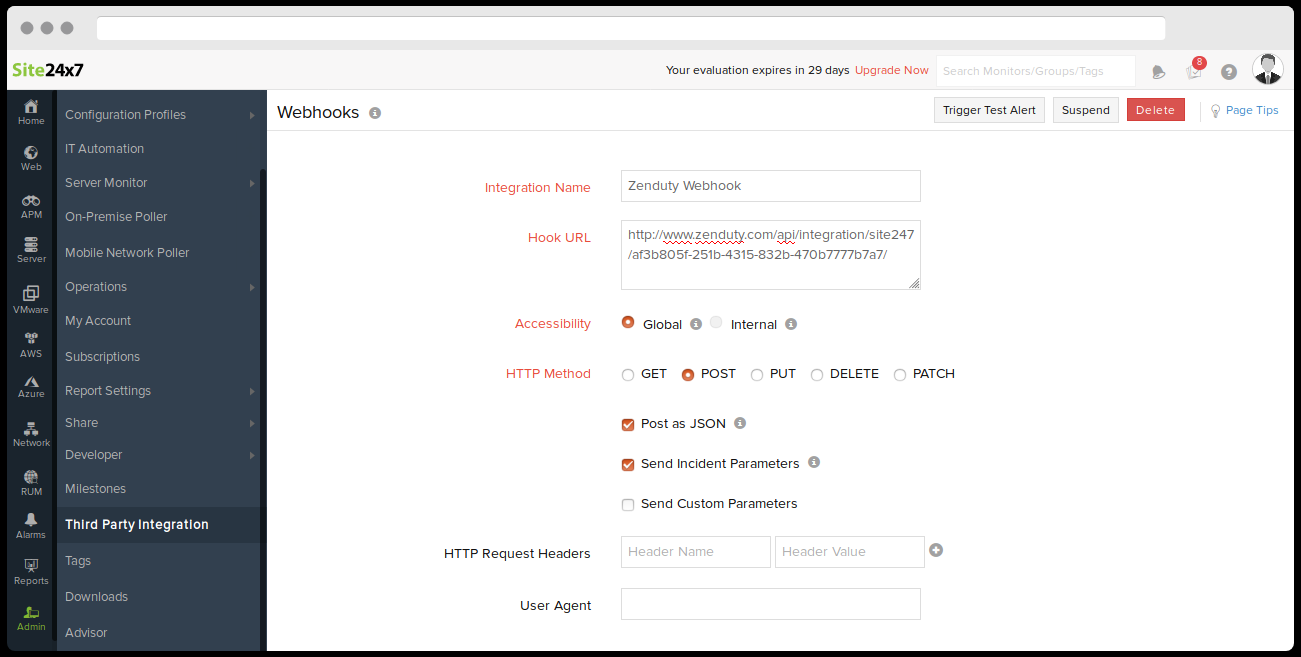 Site24x7
Your evaluation expires in 29 days Upgrade Now
Search Monitors/Groups/Tags
8
?
Home
Web
APM
Server
VMware
AWS
Azure
Network
RUM
Alarms
Reports
Admin
Configuration Profiles
IT Automation
Server Monitor
On-Premise Poller
Mobile Network Poller
Operations
My Account
Subscriptions
Report Settings
Share
Developer
Milestones
Third Party Integration
Tags
Downloads
Advisor
Webhooks
Trigger Test Alert
Suspend
Delete
Page Tips
Integration Name
Zenduty Webhook
Hook URL
http://www.zenduty.com/api/integration/site247
/af3b805f-251b-4315-832b-470b7777b7a7/
Accessibility
Global
Internal
HTTP Method
GET POST PUT DELETE PATCH
Post as JSON
Send Incident Parameters
Send Custom Parameters
HTTP Request Headers
Header Name
Header Value
User Agent